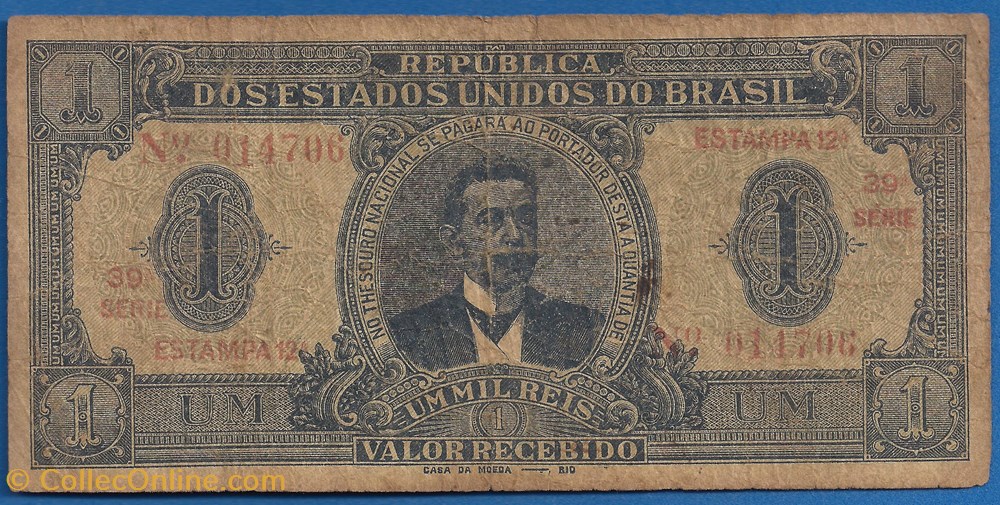 1 1
REPÚBLICA
DOS ESTADOS UNIDOS DO BRASIL
Nº. 014706
ESTAMPA 12ª
NO THESOURO NACIONAL SE PAGARÁ AO PORTADOR DESTA A QUANTIA DE
39ª
SERIE
1 1
39ª
SERIE
ESTAMPA 12ª
Nº. 014706
1 1
UM UM
UM MIL REIS
1
VALOR RECEBIDO
CASA DA MOEDA — RIO
© CollecOnline.com